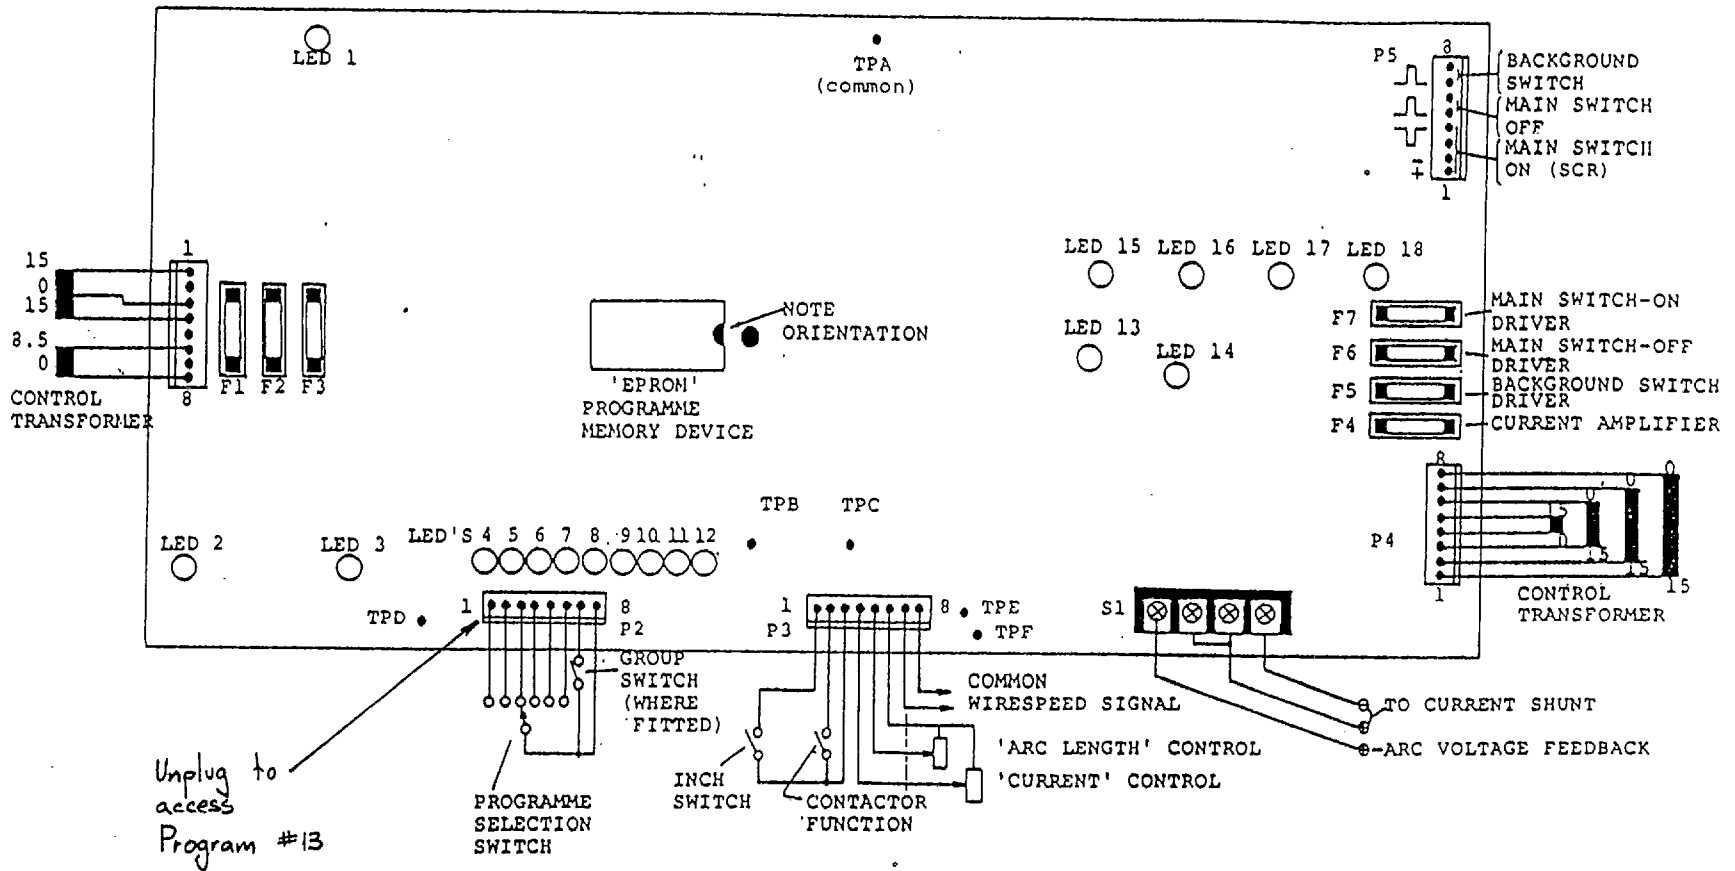 LED 1
TPA
(common)
P5
8
BACKGROUND
SWITCH
MAIN SWITCH
OFF
MAIN SWITCH
ON (SCR)
-
+
1
15
0
15
8.5
0
CONTROL
TRANSFORMER
1
8
F1 F2 F3
NOTE
ORIENTATION
'EPROM'
PROGRAMME
MEMORY DEVICE
LED 15 LED 16 LED 17 LED 18
LED 13
LED 14
F7
MAIN SWITCH-ON
DRIVER
F6
MAIN SWITCH-OFF
DRIVER
F5
BACKGROUND SWITCH
DRIVER
F4
CURRENT AMPLIFIER
8
P4
1
0
0
0
15
CONTROL
TRANSFORMER
TPB TPC
LED 2
LED 3
LED'S 4 5 6 7 8 9 10 11 12
TPD
1
8
P2
1
8
P3
TPE
TPF
S1
GROUP
SWITCH
(WHERE
FITTED)
COMMON
WIRESPEED SIGNAL
'ARC LENGTH' CONTROL
'CURRENT' CONTROL
TO CURRENT SHUNT
ARC VOLTAGE FEEDBACK
INCH
SWITCH
CONTACTOR
FUNCTION
PROGRAMME
SELECTION
SWITCH
Unplug to
access
Program #13